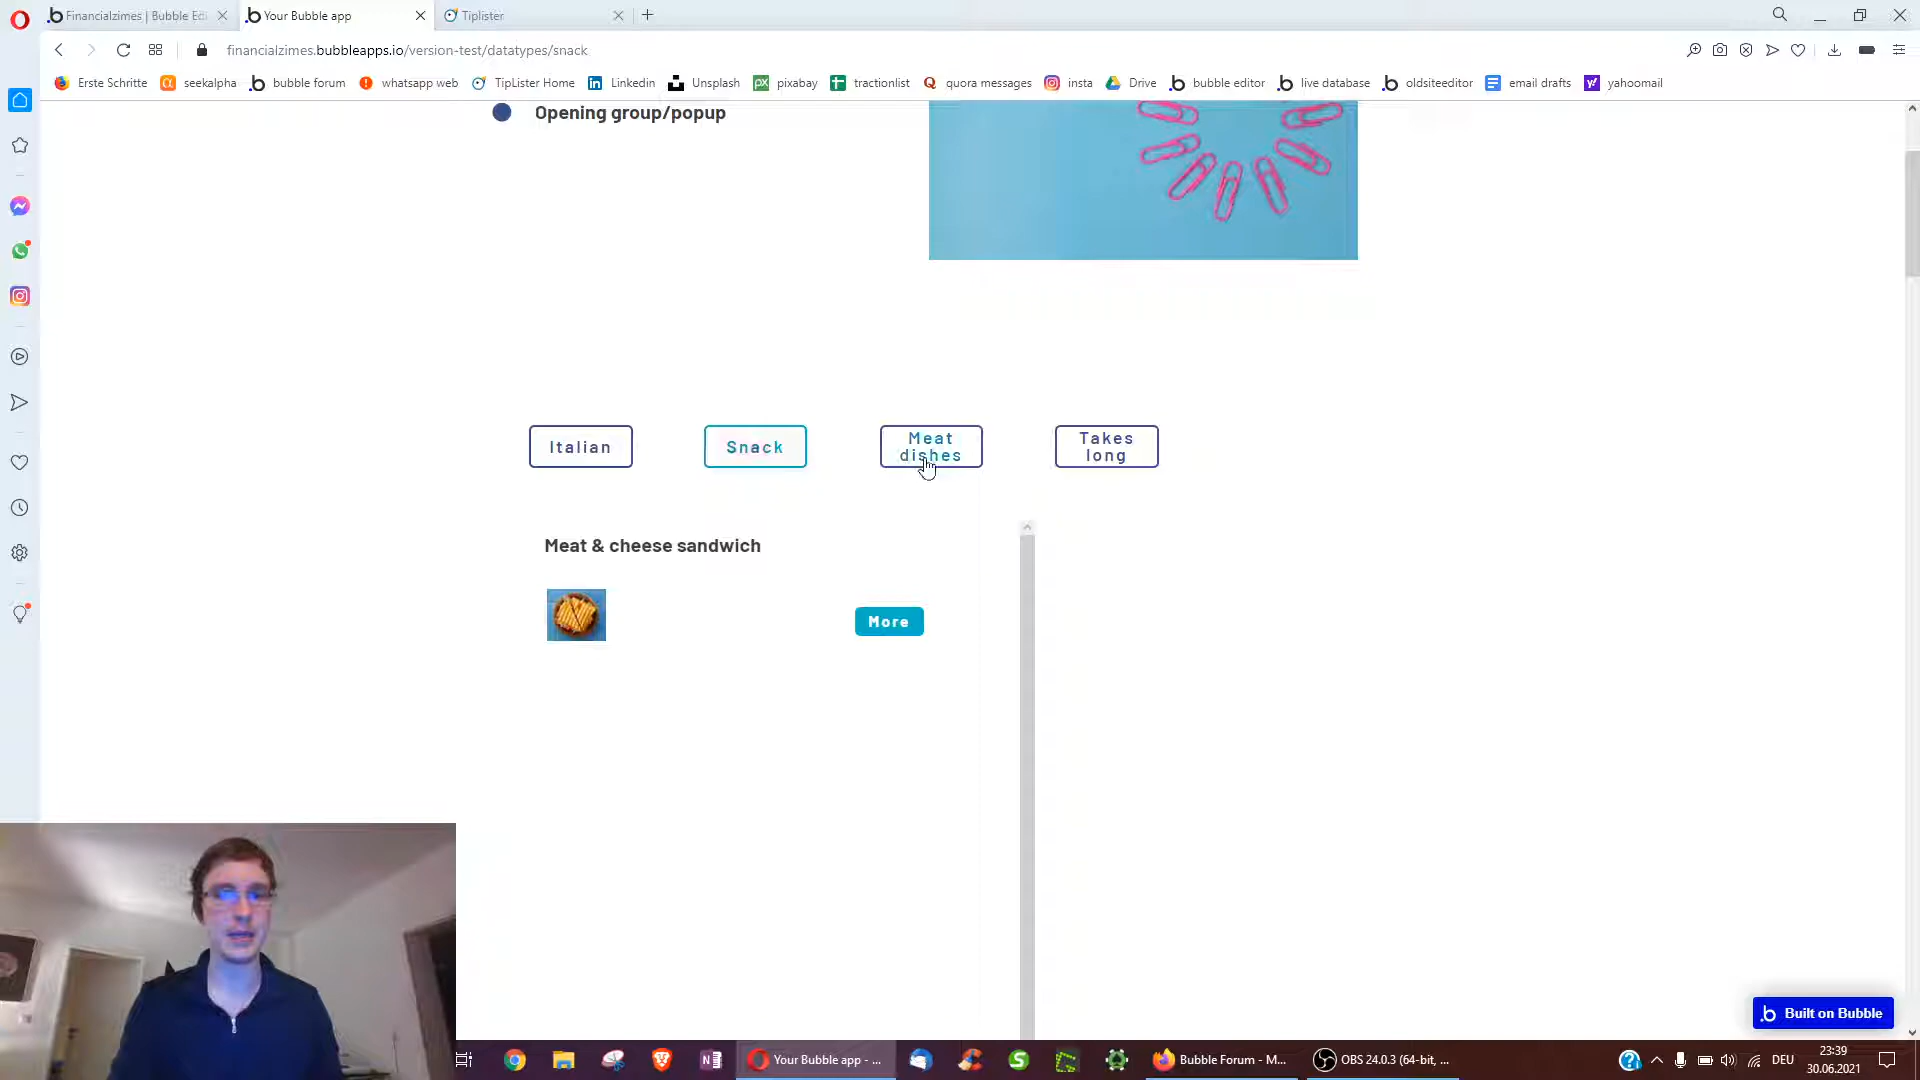 Financialzimes | Bubble Edi
Your Bubble app
Tiplister
financialzimes.bubbleapps.io/version-test/datatypes/snack
Erste Schritte
seekalpha
bubble forum
whatsapp web
TipLister Home
Linkedin
Unsplash
pixabay
tractionlist
quora messages
insta
Drive
bubble editor
live database
oldsiteeditor
email drafts
yahoomail
Opening group/popup
Italian
Snack
Meat
dishes
Takes
long
Meat & cheese sandwich
More
Built on Bubble
Your Bubble app - ...
Bubble Forum - M...
OBS 24.0.3 (64-bit, ...
DEU
23:39
30.06.2021